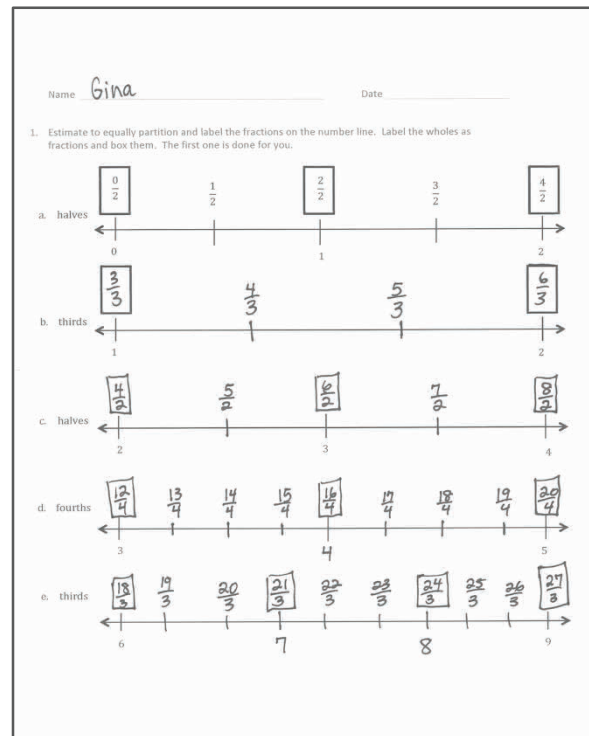 Name Gina Date
1. Estimate to equally partition and label the fractions on the number line. Label the wholes as
fractions and box them. The first one is done for you.
0/2 1/2 2/2 3/2 4/2
a. halves
0 1 2
3/3 4/3 5/3 6/3
b. thirds
1 2
4/2 5/2 6/2 7/2 8/2
c. halves
2 3 4
12/4 13/4 14/4 15/4 16/4 17/4 18/4 19/4 20/4
d. fourths
3 4 5
18/3 19/3 20/3 21/3 22/3 23/3 24/3 25/3 26/3 27/3
e. thirds
6 7 8 9